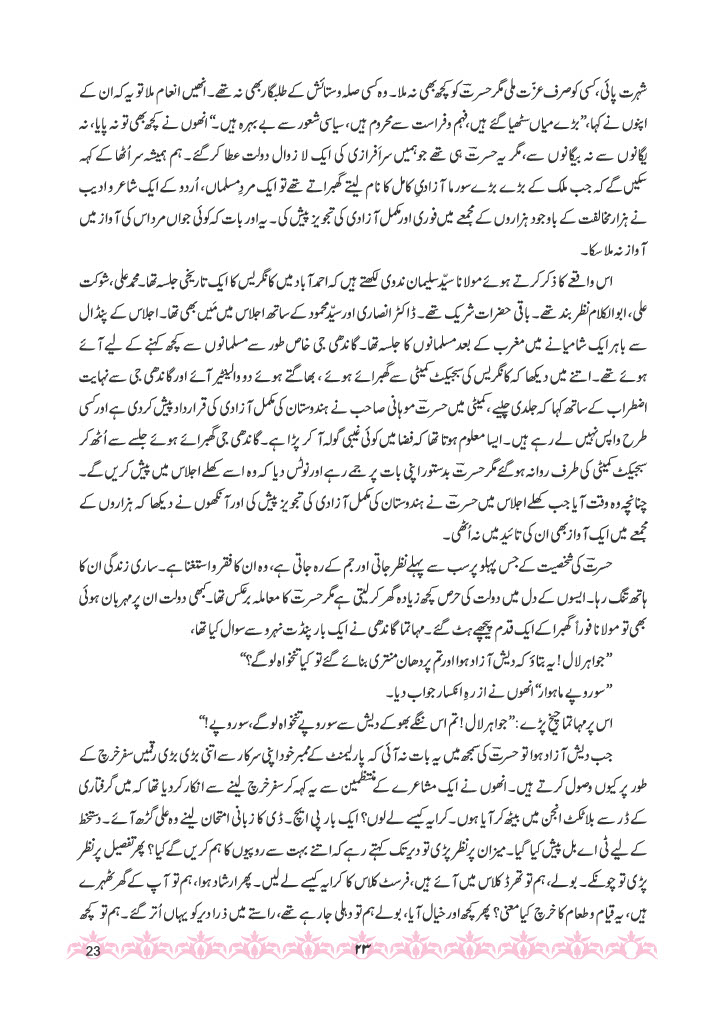 شہرت پائی، کسی کو صرف عزّت ملی مگر حسرتؔ کو کچھ بھی نہ ملا۔ وہ کسی صلہ و ستائش کے طلبگار بھی نہ تھے۔ انھیں انعام ملا تو یہ کہ ان کے
اپنوں نے کہا، ”بڑے میاں سٹھیا گئے ہیں، فہم و فراست سے محروم ہیں، سیاسی شعور سے بے بہرہ ہیں۔“ انھوں نے کچھ بھی تو نہ پایا، نہ
یگانوں سے نہ بیگانوں سے، مگر یہ حسرتؔ ہی تھے جو ہمیں سرافرازی کی ایک لازوال دولت عطا کر گئے۔ ہم ہمیشہ سر اُٹھا کے کہہ
سکیں گے کہ جب ملک کے بڑے بڑے سورما آزادیِ کامل کا نام لیتے گھبراتے تھے تو ایک مردِ مسلماں، اُردو کے ایک شاعر و ادیب
نے ہزار مخالفت کے باوجود ہزاروں کے مجمعے میں فوری اور مکمل آزادی کی تجویز پیش کی۔ یہ اور بات کہ کوئی جواں مرد اس کی آواز میں
آواز نہ ملا سکا۔
اس واقعے کا ذکر کرتے ہوئے مولانا سیّد سلیمان ندوی لکھتے ہیں کہ احمد آباد میں کانگریس کا ایک تاریخی جلسہ تھا۔ محمد علی، شوکت
علی، ابوالکلام نظر بند تھے۔ باقی حضرات شریک تھے۔ ڈاکٹر انصاری اور سیّد محمود کے ساتھ اجلاس میں مَیں بھی تھا۔ اجلاس کے پنڈال
سے باہر ایک شامیانے میں مغرب کے بعد مسلمانوں کا جلسہ تھا۔ گاندھی جی خاص طور سے مسلمانوں سے کچھ کہنے کے لیے آئے
ہوئے تھے۔ اتنے میں دیکھا کہ کانگریس کی سبجیکٹ کمیٹی سے گھبرائے ہوئے، بھاگتے ہوئے دو والینٹیر آئے اور گاندھی جی سے نہایت
اضطراب کے ساتھ کہا کہ جلدی چلیے، کمیٹی میں حسرتؔ موہانی صاحب نے ہندوستان کی مکمل آزادی کی قرارداد پیش کردی ہے اور کسی
طرح واپس نہیں لے رہے ہیں۔ ایسا معلوم ہوتا تھا کہ فضا میں کوئی غیبی گولہ آ کر پڑا ہے۔ گاندھی جی گھبرائے ہوئے جلسے سے اُٹھ کر
سبجیکٹ کمیٹی کی طرف روانہ ہوگئے مگر حسرتؔ بدستور اپنی بات پر جمے رہے اور نوٹس دیا کہ وہ اسے کھلے اجلاس میں پیش کریں گے۔
چنانچہ وہ وقت آیا جب کھلے اجلاس میں حسرتؔ نے ہندوستان کی مکمل آزادی کی تجویز پیش کی اور آنکھوں نے دیکھا کہ ہزاروں کے
مجمعے میں ایک آواز بھی ان کی تائید میں نہ اُٹھی۔
حسرتؔ کی شخصیت کے جس پہلو پر سب سے پہلے نظر جاتی اور جم کے رہ جاتی ہے، وہ ان کا فقر و استغنا ہے۔ ساری زندگی ان کا
ہاتھ تنگ رہا۔ ایسوں کے دل میں دولت کی حرص کچھ زیادہ گھر کر لیتی ہے مگر حسرتؔ کا معاملہ برعکس تھا۔ کبھی دولت ان پر مہربان ہوئی
بھی تو مولانا فوراً گھبرا کے ایک قدم پیچھے ہٹ گئے۔ مہاتما گاندھی نے ایک بار پنڈت نہرو سے سوال کیا تھا،
”جواہر لال! یہ بتاؤ کہ دیش آزاد ہوا اور تم پردھان منتری بنائے گئے تو کیا تنخواہ لوگے؟“
”سو روپے ماہوار“ انھوں نے از رہِ انکسار جواب دیا۔
اس پر مہاتما چیخ پڑے: ”جواہر لال! تم اس ننگے بھوکے دیش سے سو روپے تنخواہ لوگے، سو روپے!“
جب دیش آزاد ہوا تو حسرتؔ کی سمجھ میں یہ بات نہ آئی کہ پارلیمنٹ کے ممبر خود اپنی سرکار سے اتنی بڑی بڑی رقمیں سفر خرچ کے
طور پر کیوں وصول کرتے ہیں۔ انھوں نے ایک مشاعرے کے منتظمین سے یہ کہہ کر سفر خرچ لینے سے انکار کردیا تھا کہ میں گرفتاری
کے ڈر سے بلا ٹکٹ انجن میں بیٹھ کر آیا ہوں۔ کرایہ کیسے لے لوں؟ ایک بار پی ایچ۔ ڈی کا زبانی امتحان لینے وہ علی گڑھ آئے۔ دستخط
کے لیے ٹی اے بل پیش کیا گیا۔ میزان پر نظر پڑی تو دیر تک کہتے رہے کہ اتنے بہت سے روپیوں کا ہم کریں گے کیا؟ پھر تفصیل پر نظر
پڑی تو چونکے۔ بولے، ہم تو تھرڈ کلاس میں آئے ہیں، فرسٹ کلاس کا کرایہ کیسے لے لیں۔ پھر ارشاد ہوا، ہم تو آپ کے گھر ٹھہرے
ہیں، یہ قیام و طعام کا خرچ کیا معنی؟ پھر کچھ اور خیال آیا، بولے ہم تو دہلی جارہے تھے، راستے میں ذرا دیر کو یہاں اُتر گئے۔ ہم تو کچھ
۲۳
23